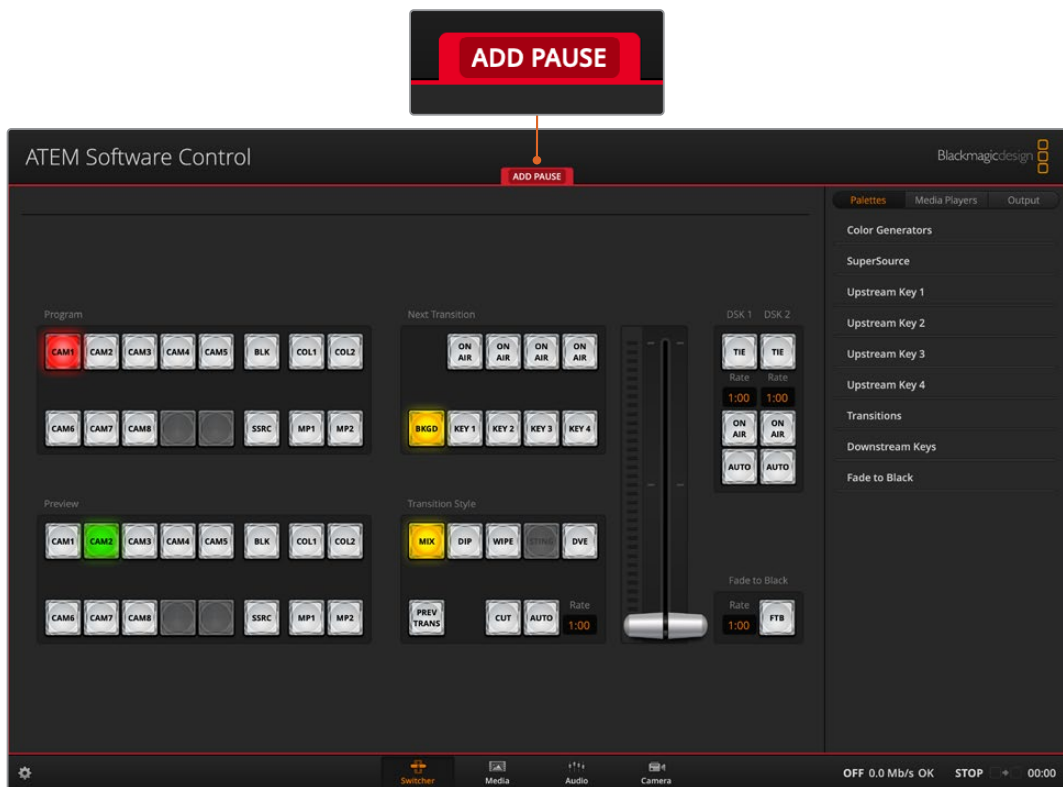 ADD PAUSE
ATEM Software Control
Blackmagicdesign
ADD PAUSE
Palettes Media Players Output
Color Generators
SuperSource
Upstream Key 1
Upstream Key 2
Upstream Key 3
Upstream Key 4
Transitions
Downstream Keys
Fade to Black
Program
CAM1 CAM2 CAM3 CAM4 CAM5 BLK COL1 COL2
CAM6 CAM7 CAM8 SSRC MP1 MP2
Next Transition
ON AIR ON AIR ON AIR ON AIR
BKGD KEY 1 KEY 2 KEY 3 KEY 4
DSK 1 DSK 2
TIE TIE
Rate Rate
1:00 1:00
ON AIR ON AIR
AUTO AUTO
Preview
CAM1 CAM2 CAM3 CAM4 CAM5 BLK COL1 COL2
CAM6 CAM7 CAM8 SSRC MP1 MP2
Transition Style
MIX DIP WIPE STING DVE
PREV TRANS CUT AUTO
Rate
1:00
Fade to Black
Rate
1:00 FTB
Switcher Media Audio Camera
OFF 0.0 Mb/s OK STOP 00:00